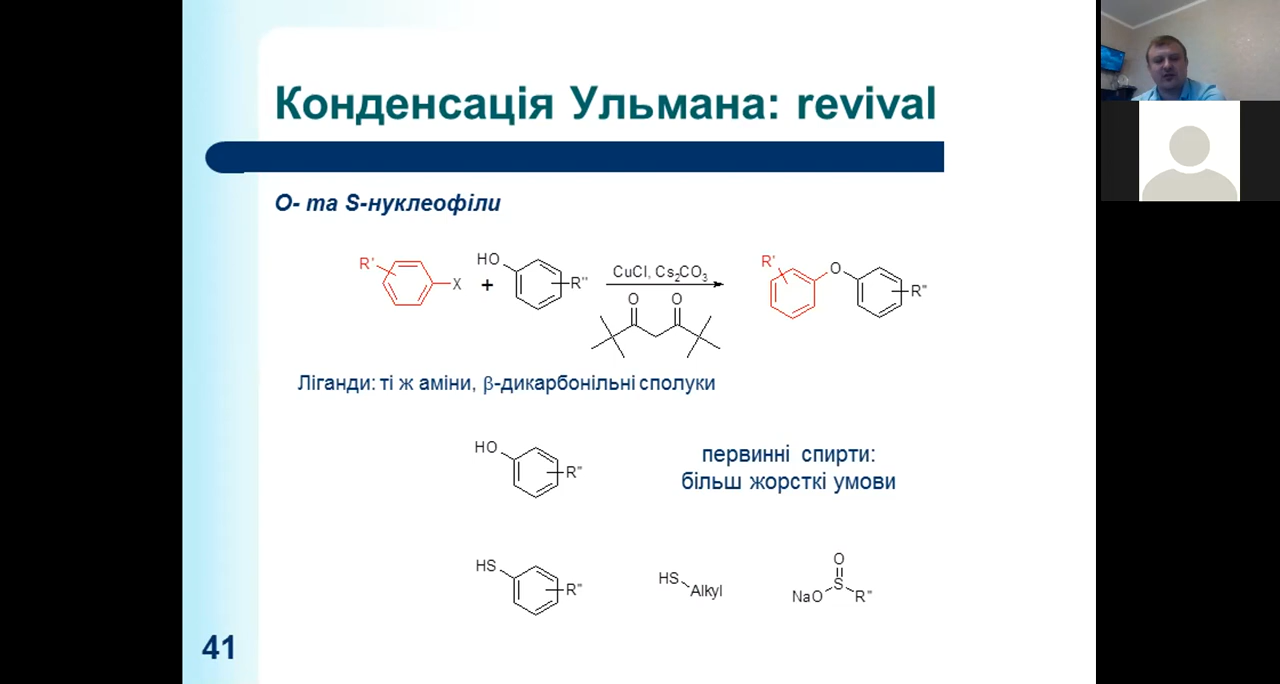 Конденсація Ульмана: revival
О- та S-нуклеофіли
R' X + HO R" CuCl, Cs₂CO₃ O O R' O R"
Ліганди: ті ж аміни, β-дикарбонільні сполуки
HO R"
первинні спирти:
більш жорсткі умови
HS R" HS Alkyl O S NaO R"
41